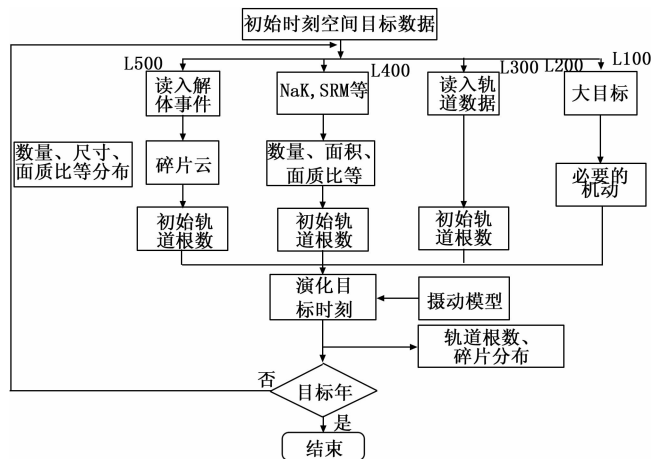 初始时刻空间目标数据
L500
L400
L300
L200
L100
读入解
体事件
NaK,SRM等
读入轨
道数据
大目标
数量、尺寸、
面质比等分布
碎片云
数量、面积、
面质比等
必要的
机动
初始轨
道根数
初始轨
道根数
初始轨
道根数
演化目
标时刻
摄动模型
轨道根数、
碎片分布
否
目标年
是
结束